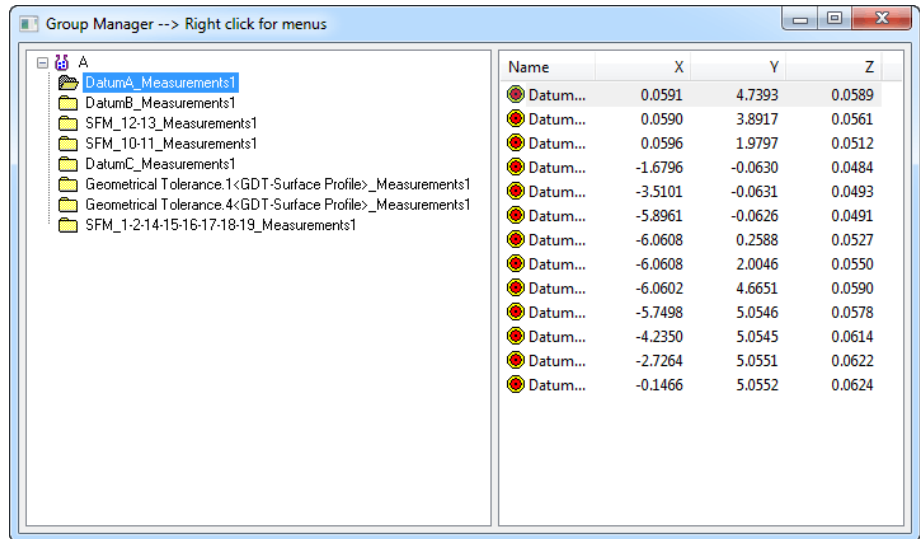 Group Manager --> Right click for menus
A
DatumA_Measurements1
DatumB_Measurements1
SFM_12-13_Measurements1
SFM_10-11_Measurements1
DatumC_Measurements1
Geometrical Tolerance.1<GDT-Surface Profile>_Measurements1
Geometrical Tolerance.4<GDT-Surface Profile>_Measurements1
SFM_1-2-14-15-16-17-18-19_Measurements1
Name X Y Z
Datum... 0.0591 4.7393 0.0589
Datum... 0.0590 3.8917 0.0561
Datum... 0.0596 1.9797 0.0512
Datum... -1.6796 -0.0630 0.0484
Datum... -3.5101 -0.0631 0.0493
Datum... -5.8961 -0.0626 0.0491
Datum... -6.0608 0.2588 0.0527
Datum... -6.0608 2.0046 0.0550
Datum... -6.0602 4.6651 0.0590
Datum... -5.7498 5.0546 0.0578
Datum... -4.2350 5.0545 0.0614
Datum... -2.7264 5.0551 0.0622
Datum... -0.1466 5.0552 0.0624